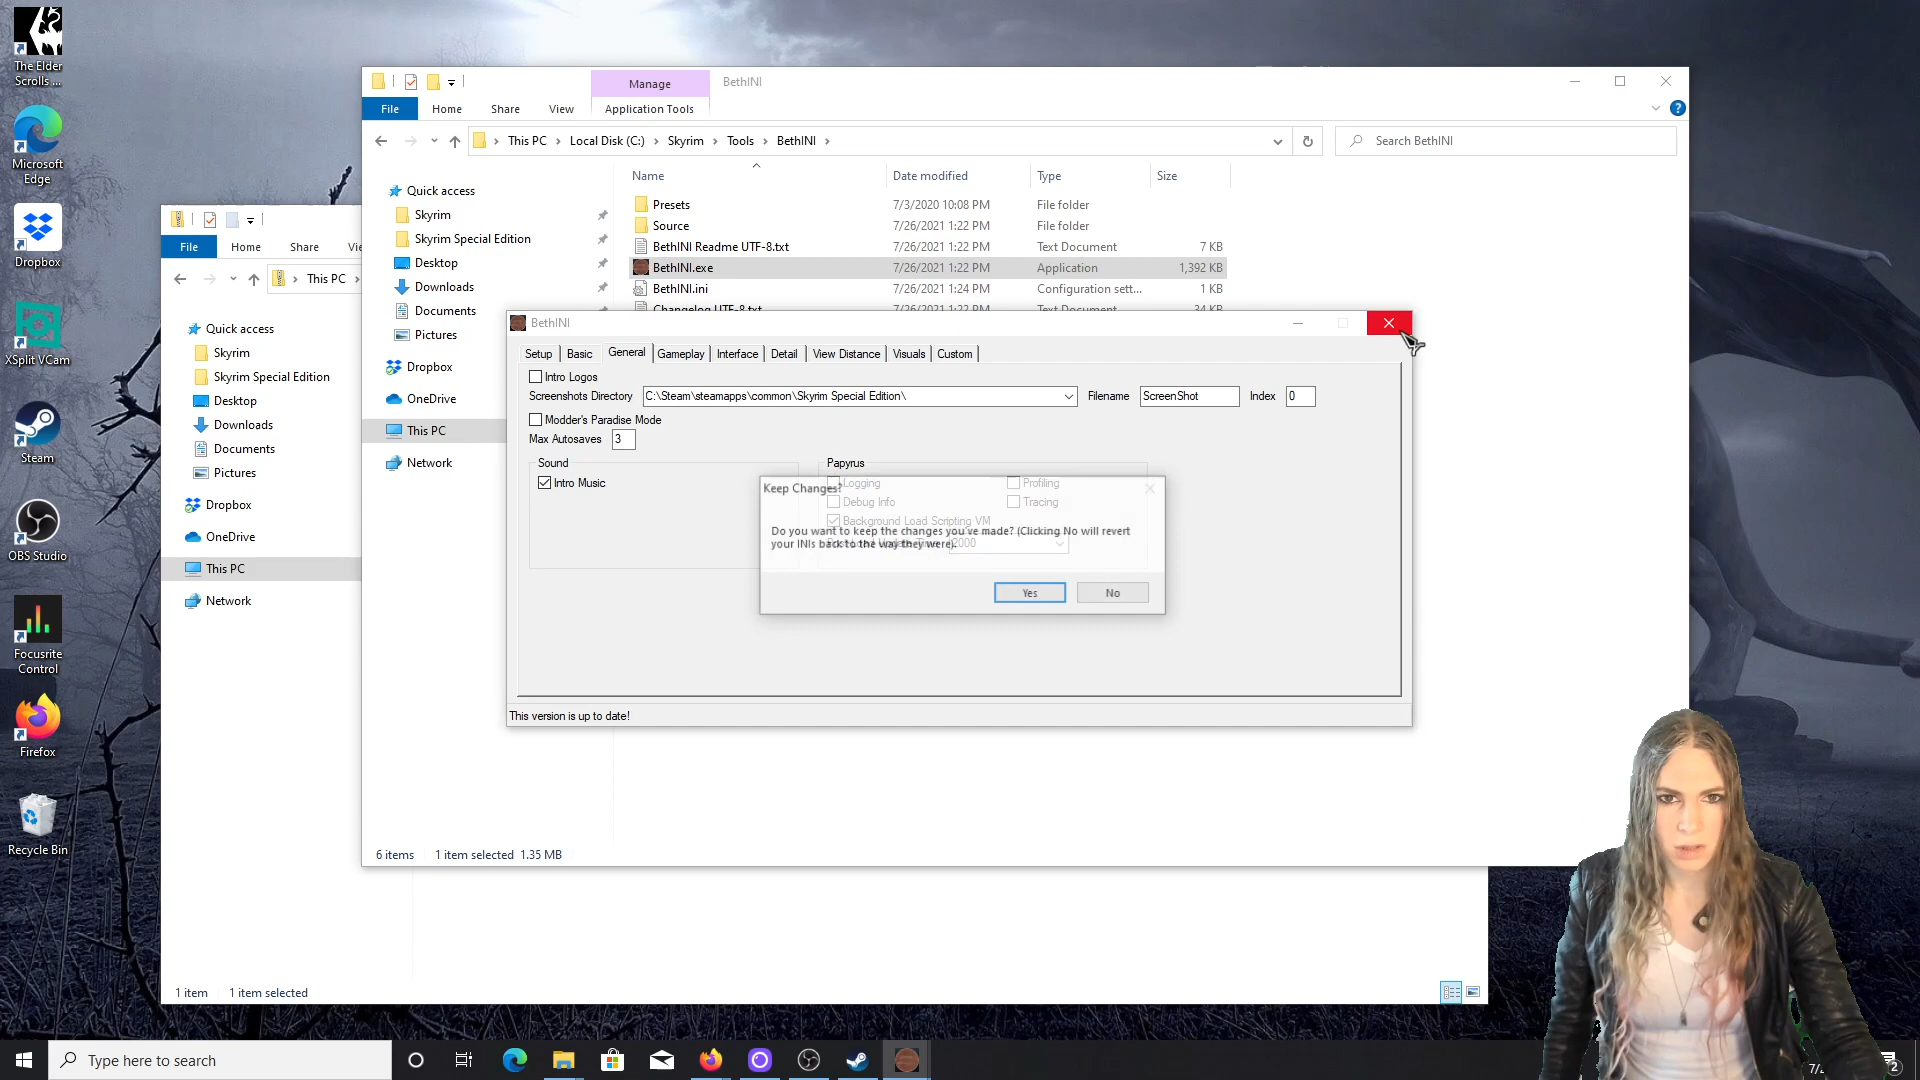 The Elder
Scrolls ...
Microsoft
Edge
Dropbox
XSplit VCam
Steam
OBS Studio
Focusrite
Control
Firefox
Recycle Bin
File
Home
Share
This PC
Quick access
Skyrim
Skyrim Special Edition
Desktop
Downloads
Documents
Pictures
Dropbox
OneDrive
This PC
Network
1 item
1 item selected
Manage
BethINI
File
Home
Share
View
Application Tools
This PC
Local Disk (C:)
Skyrim
Tools
BethINI
Search BethINI
Quick access
Skyrim
Skyrim Special Edition
Desktop
Downloads
Documents
Pictures
Dropbox
OneDrive
This PC
Network
Name Date modified Type Size
Presets 7/3/2020 10:08 PM File folder
Source 7/26/2021 1:22 PM File folder
BethINI Readme UTF-8.txt 7/26/2021 1:22 PM Text Document 7 KB
BethINI.exe 7/26/2021 1:22 PM Application 1,392 KB
BethINI.ini 7/26/2021 1:24 PM Configuration sett... 1 KB
Changelog UTF-8.txt 7/26/2021 1:22 PM Text Document 34 KB
6 items
1 item selected 1.35 MB
BethINI
Setup Basic General Gameplay Interface Detail View Distance Visuals Custom
Intro Logos
Screenshots Directory C:\Steam\steamapps\common\Skyrim Special Edition\ Filename ScreenShot Index 0
Modder's Paradise Mode
Max Autosaves 3
Sound
Intro Music
Papyrus
Logging Profiling
Debug Info Tracing
Background Load Scripting VM
2000
Keep Changes?
Do you want to keep the changes you've made? (Clicking No will revert
your INIs back to the way they were).
Yes No
This version is up to date!
Type here to search
2